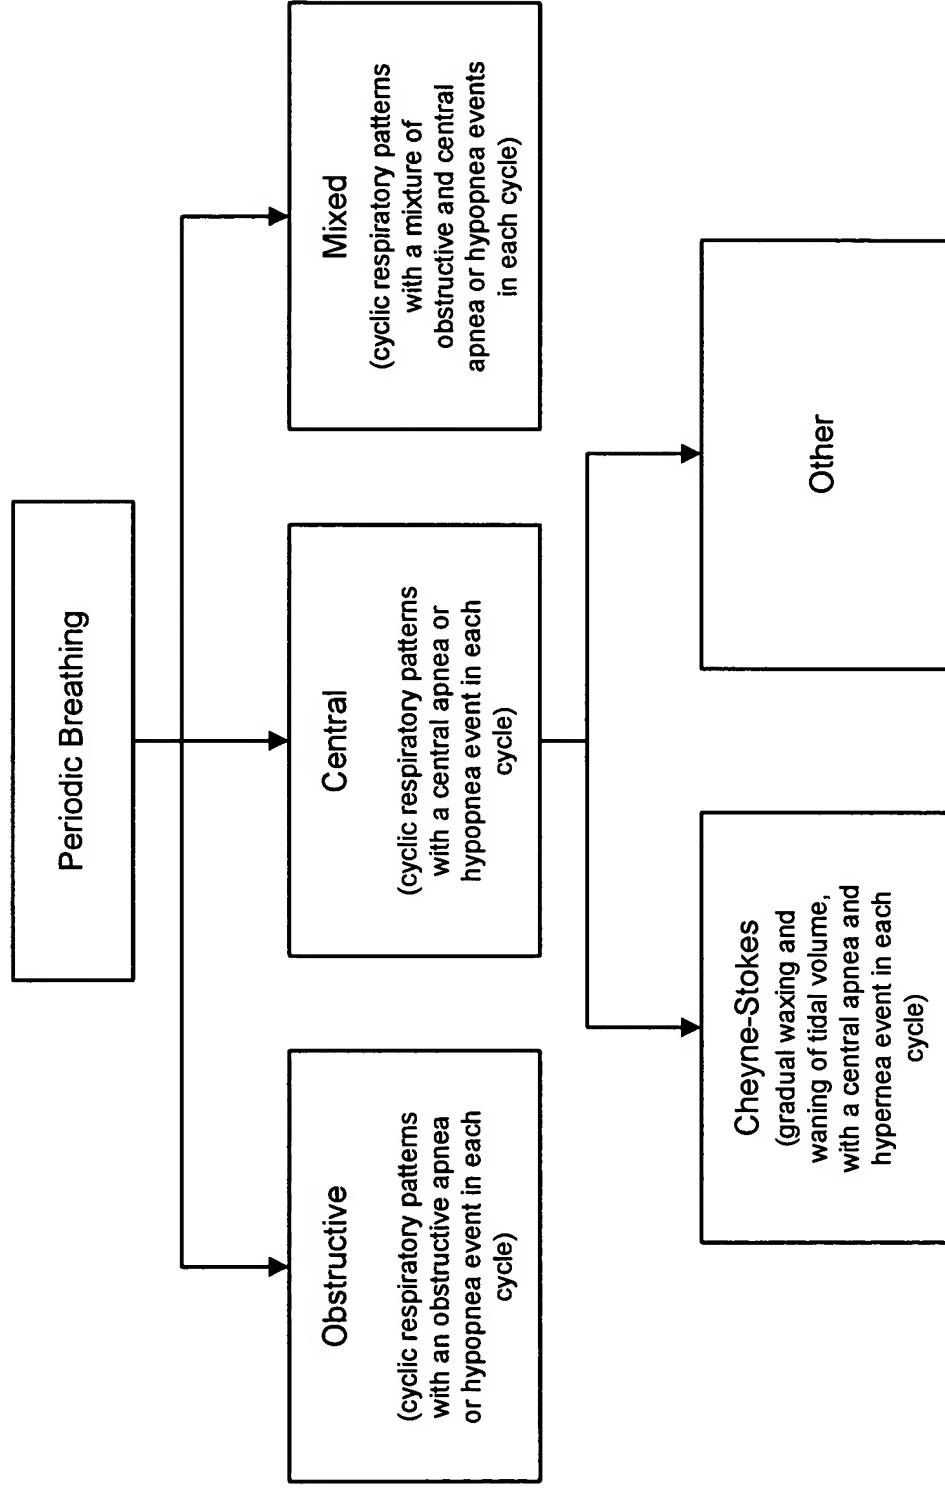 Periodic Breathing
Obstructive
(cyclic respiratory patterns
with an obstructive apnea
or hypopnea event in each
cycle)
Central
(cyclic respiratory patterns
with a central apnea or
hypopnea event in each
cycle)
Mixed
(cyclic respiratory patterns
with a mixture of
obstructive and central
apnea or hypopnea events
in each cycle)
Cheyne-Stokes
(gradual waxing and
waning of tidal volume,
with a central apnea and
hypernea event in each
cycle)
Other